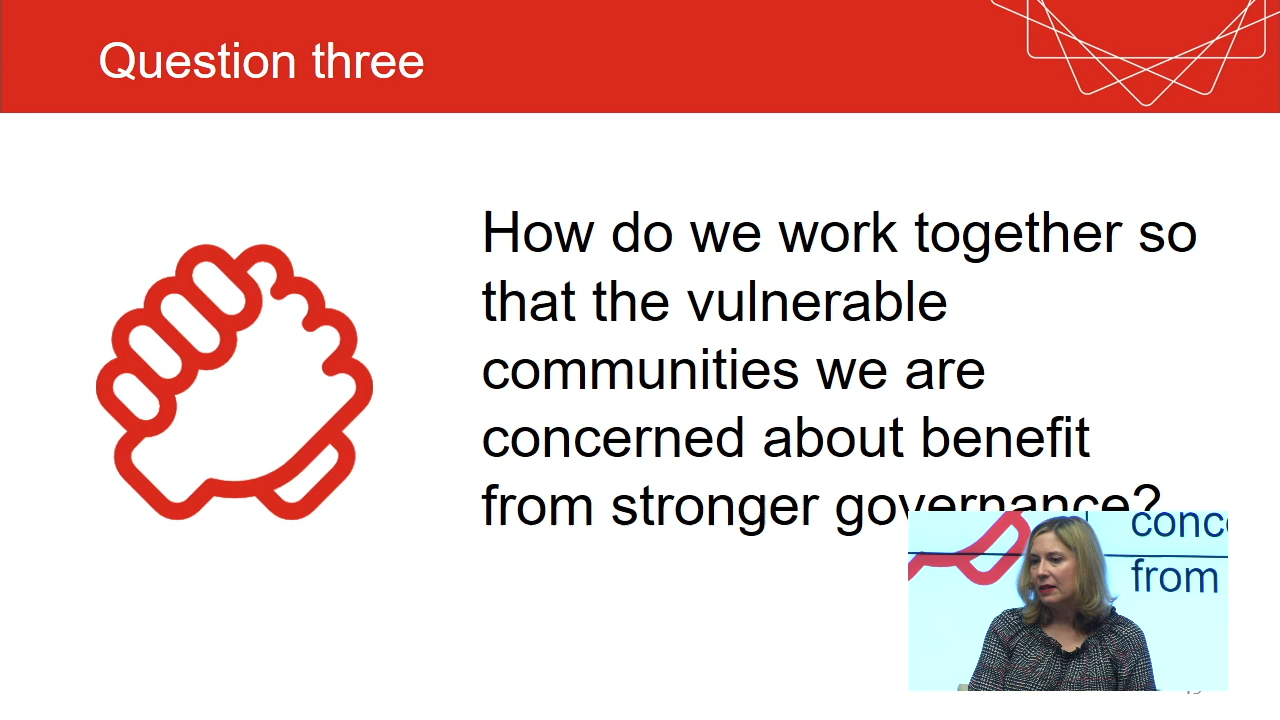 Question three
How do we work together so
that the vulnerable
communities we are
concerned about benefit
from stronger governance?
conc
from